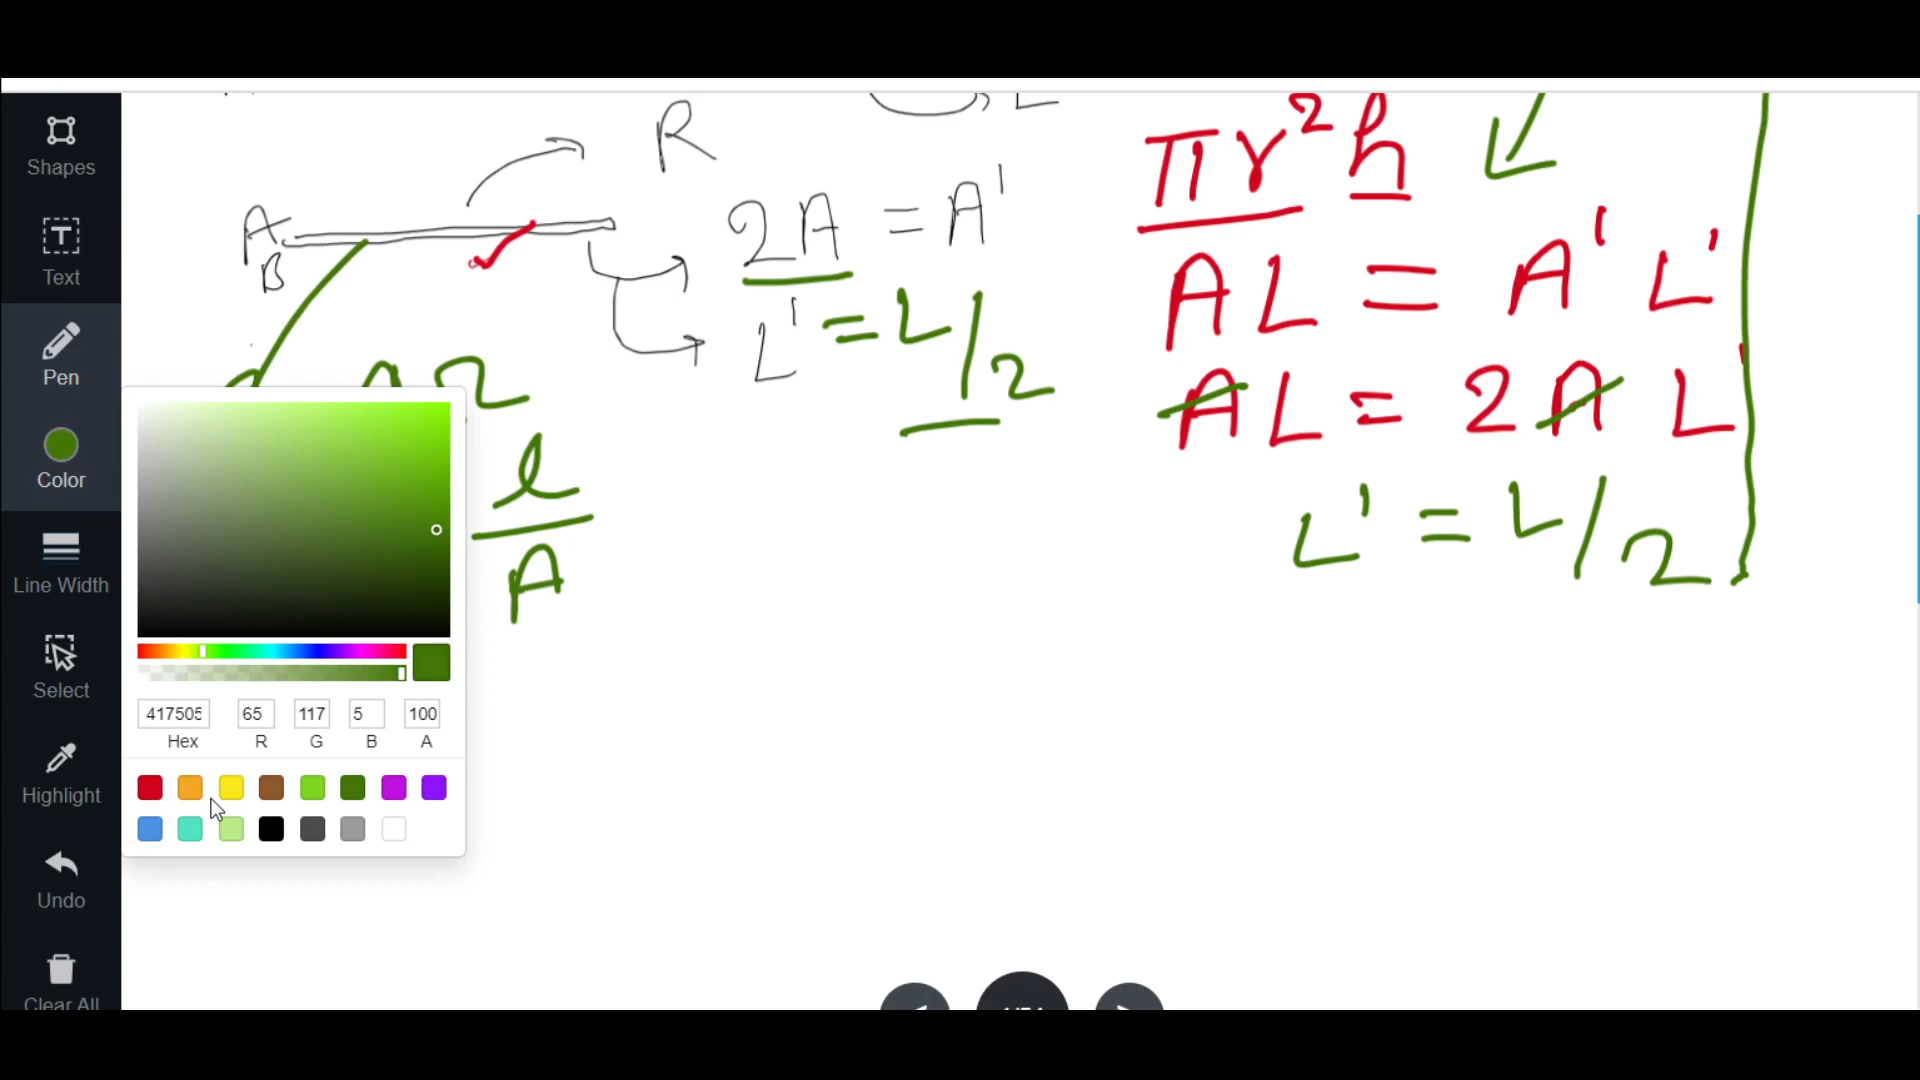 Shapes
Text
Pen
Color
Line Width
Select
Highlight
Undo
Clear All
R
A
B
2A = A'
L' = L/2
l
A
πr²h
AL = A' L'
AL = 2A L
L' = L/2
417505 65 117 5 100
Hex R G B A